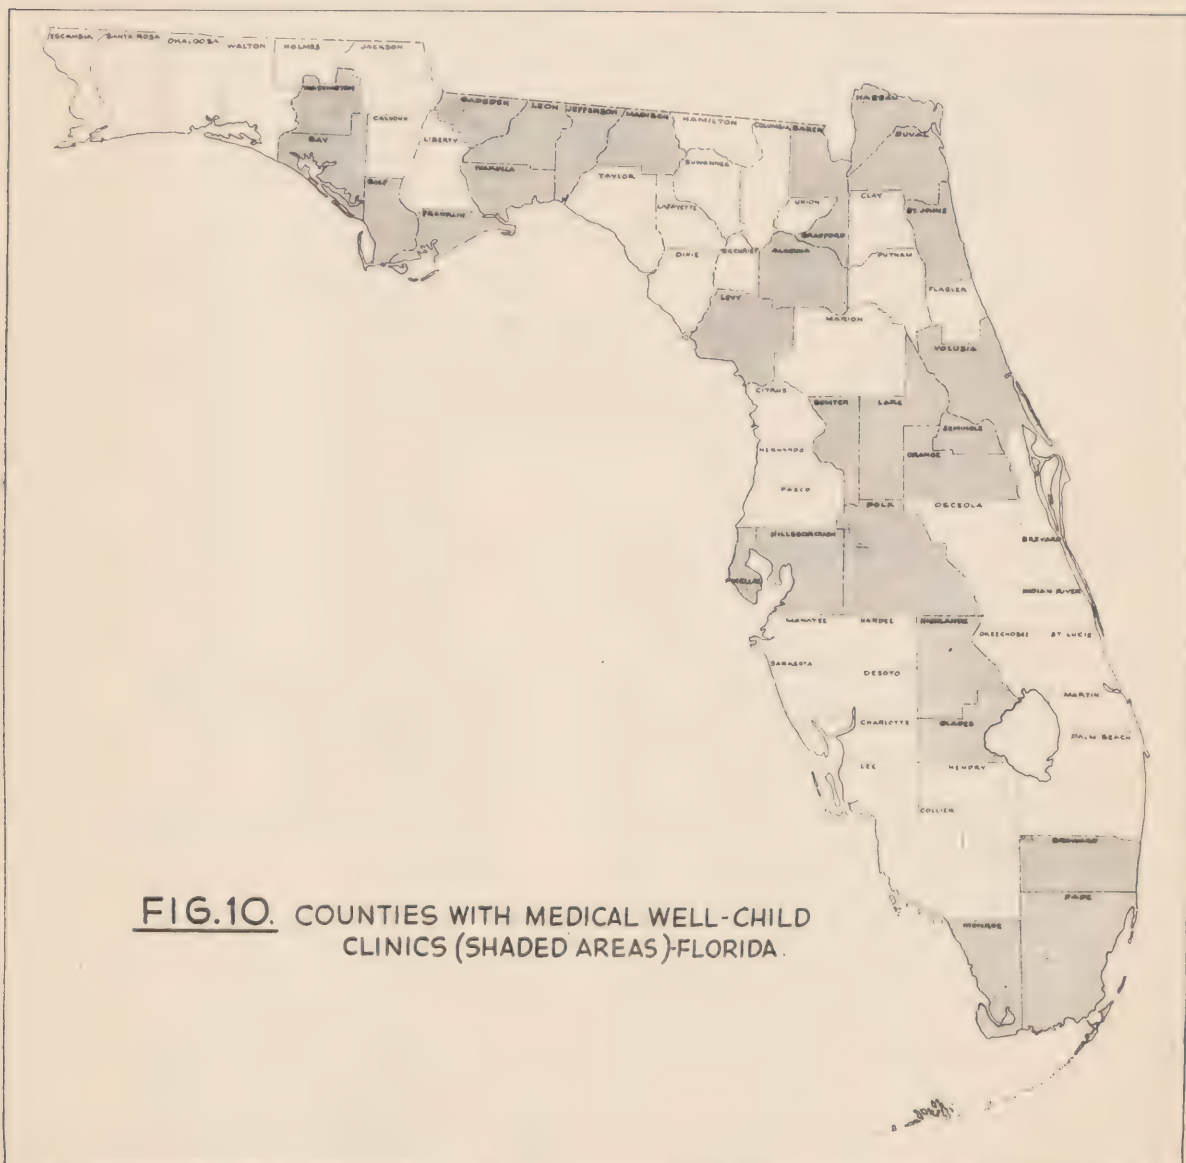 ESCAMBIA SANTA ROSA OKALOOSA WALTON HOLMES JACKSON
WASHINGTON
BAY
CALHOUN
GULF
LIBERTY
GADSDEN
LEON
JEFFERSON
MADISON
WAKULLA
FRANKLIN
HAMILTON
TAYLOR
SUWANNEE
COLUMBIA
BAKER
NASSAU
DUVAL
LAFAYETTE
UNION
CLAY
ST. JOHNS
BRADFORD
DIXIE
GILCHRIST
ALACHUA
PUTNAM
FLAGLER
LEVY
MARION
VOLUSIA
CITRUS
SUMTER
LAKE
SEMINOLE
HERNANDO
ORANGE
PASCO
POLK
OSCEOLA
HILLSBOROUGH
BREVARD
PINELLAS
INDIAN RIVER
MANATEE
HARDEE
HIGHLANDS
OKEECHOBEE
ST LUCIE
SARASOTA
DESOTO
MARTIN
CHARLOTTE
GLADES
PALM BEACH
LEE
HENDRY
COLLIER
BROWARD
DADE
MONROE
FIG.10. COUNTIES WITH MEDICAL WELL-CHILD
CLINICS (SHADED AREAS)-FLORIDA.